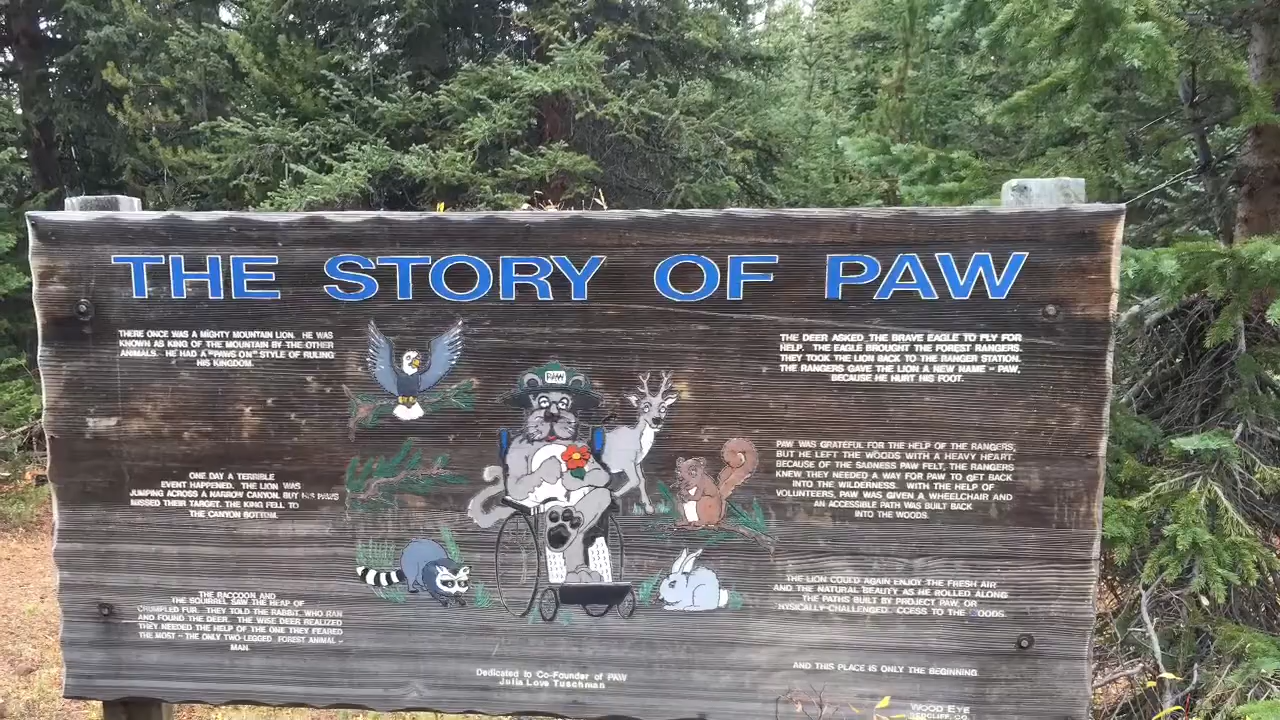 THE STORY OF PAW
THERE ONCE WAS A MIGHTY MOUNTAIN LION. HE WAS
KNOWN AS KING OF THE MOUNTAIN BY THE OTHER
ANIMALS. HE HAD A "PAWS ON" STYLE OF RULING
HIS KINGDOM.
ONE DAY A TERRIBLE
EVENT HAPPENED. THE LION WAS
JUMPING ACROSS A NARROW CANYON, BUT HIS PAWS
MISSED THEIR TARGET. THE KING FELL TO
THE CANYON BOTTOM.
THE RACCOON AND
THE SQUIRREL SAW THE HEAP OF
CRUMPLED FUR. THEY TOLD THE RABBIT, WHO RAN
AND FOUND THE DEER. THE WISE DEER REALIZED
THEY NEEDED THE HELP OF THE ONE THEY FEARED
THE MOST - THE ONLY TWO-LEGGED FOREST ANIMAL -
MAN.
PAW
THE DEER ASKED THE BRAVE EAGLE TO FLY FOR
HELP. THE EAGLE BROUGHT THE FOREST RANGERS.
THEY TOOK THE LION BACK TO THE RANGER STATION.
THE RANGERS GAVE THE LION A NEW NAME - PAW,
BECAUSE HE HURT HIS FOOT.
PAW WAS GRATEFUL FOR THE HELP OF THE RANGERS,
BUT HE LEFT THE WOODS WITH A HEAVY HEART.
BECAUSE OF THE SADNESS PAW FELT, THE RANGERS
KNEW THEY NEEDED A WAY FOR PAW TO GET BACK
INTO THE WILDERNESS. WITH THE HELP OF
VOLUNTEERS, PAW WAS GIVEN A WHEELCHAIR AND
AN ACCESSIBLE PATH WAS BUILT BACK
INTO THE WOODS.
THE LION COULD AGAIN ENJOY THE FRESH AIR
AND THE NATURAL BEAUTY AS HE ROLLED ALONG
THE PATHS BUILT BY PROJECT PAW, OR
HYSICALLY-CHALLENGED CCESS TO THE OODS.
AND THIS PLACE IS ONLY THE BEGINNING.
Dedicated to Co-Founder of PAW
Julia Love Tuschman
WOOD EYE
CO.